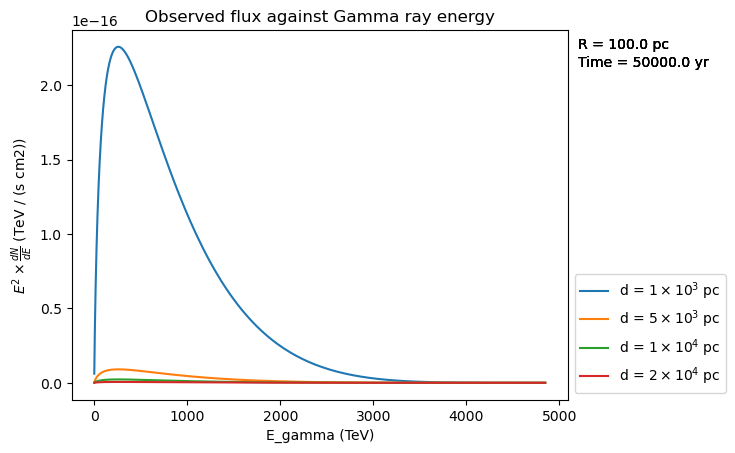 Observed flux against Gamma ray energy
1e−16
R = 100.0 pc
Time = 50000.0 yr
2.0
1.5
1.0
0.5
0.0
E² × dN/dE (TeV / (s cm2))
0
1000
2000
3000
4000
5000
E_gamma (TeV)
d = 1 × 10³ pc
d = 5 × 10³ pc
d = 1 × 10⁴ pc
d = 2 × 10⁴ pc